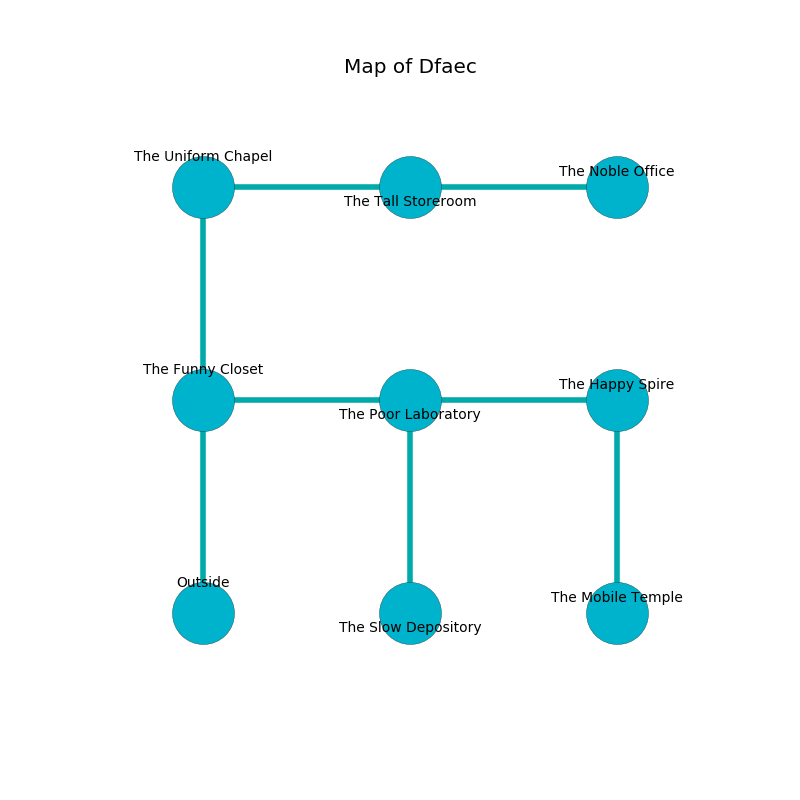 Map of Dfaec
The Uniform Chapel
The Noble Office
The Tall Storeroom
The Funny Closet
The Happy Spire
The Poor Laboratory
Outside
The Mobile Temple
The Slow Depository